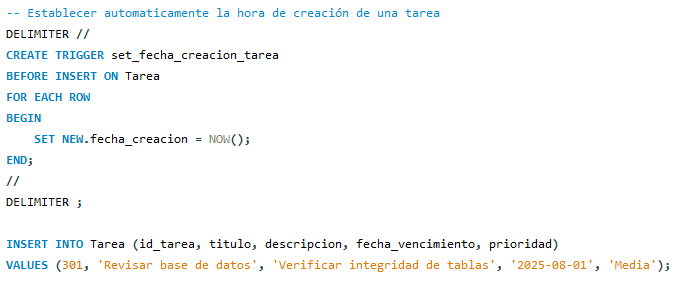 -- Establecer automaticamente la hora de creación de una tarea
DELIMITER //
CREATE TRIGGER set_fecha_creacion_tarea
BEFORE INSERT ON Tarea
FOR EACH ROW
BEGIN
    SET NEW.fecha_creacion = NOW();
END;
//
DELIMITER ;

INSERT INTO Tarea (id_tarea, titulo, descripcion, fecha_vencimiento, prioridad)
VALUES (301, 'Revisar base de datos', 'Verificar integridad de tablas', '2025-08-01', 'Media');